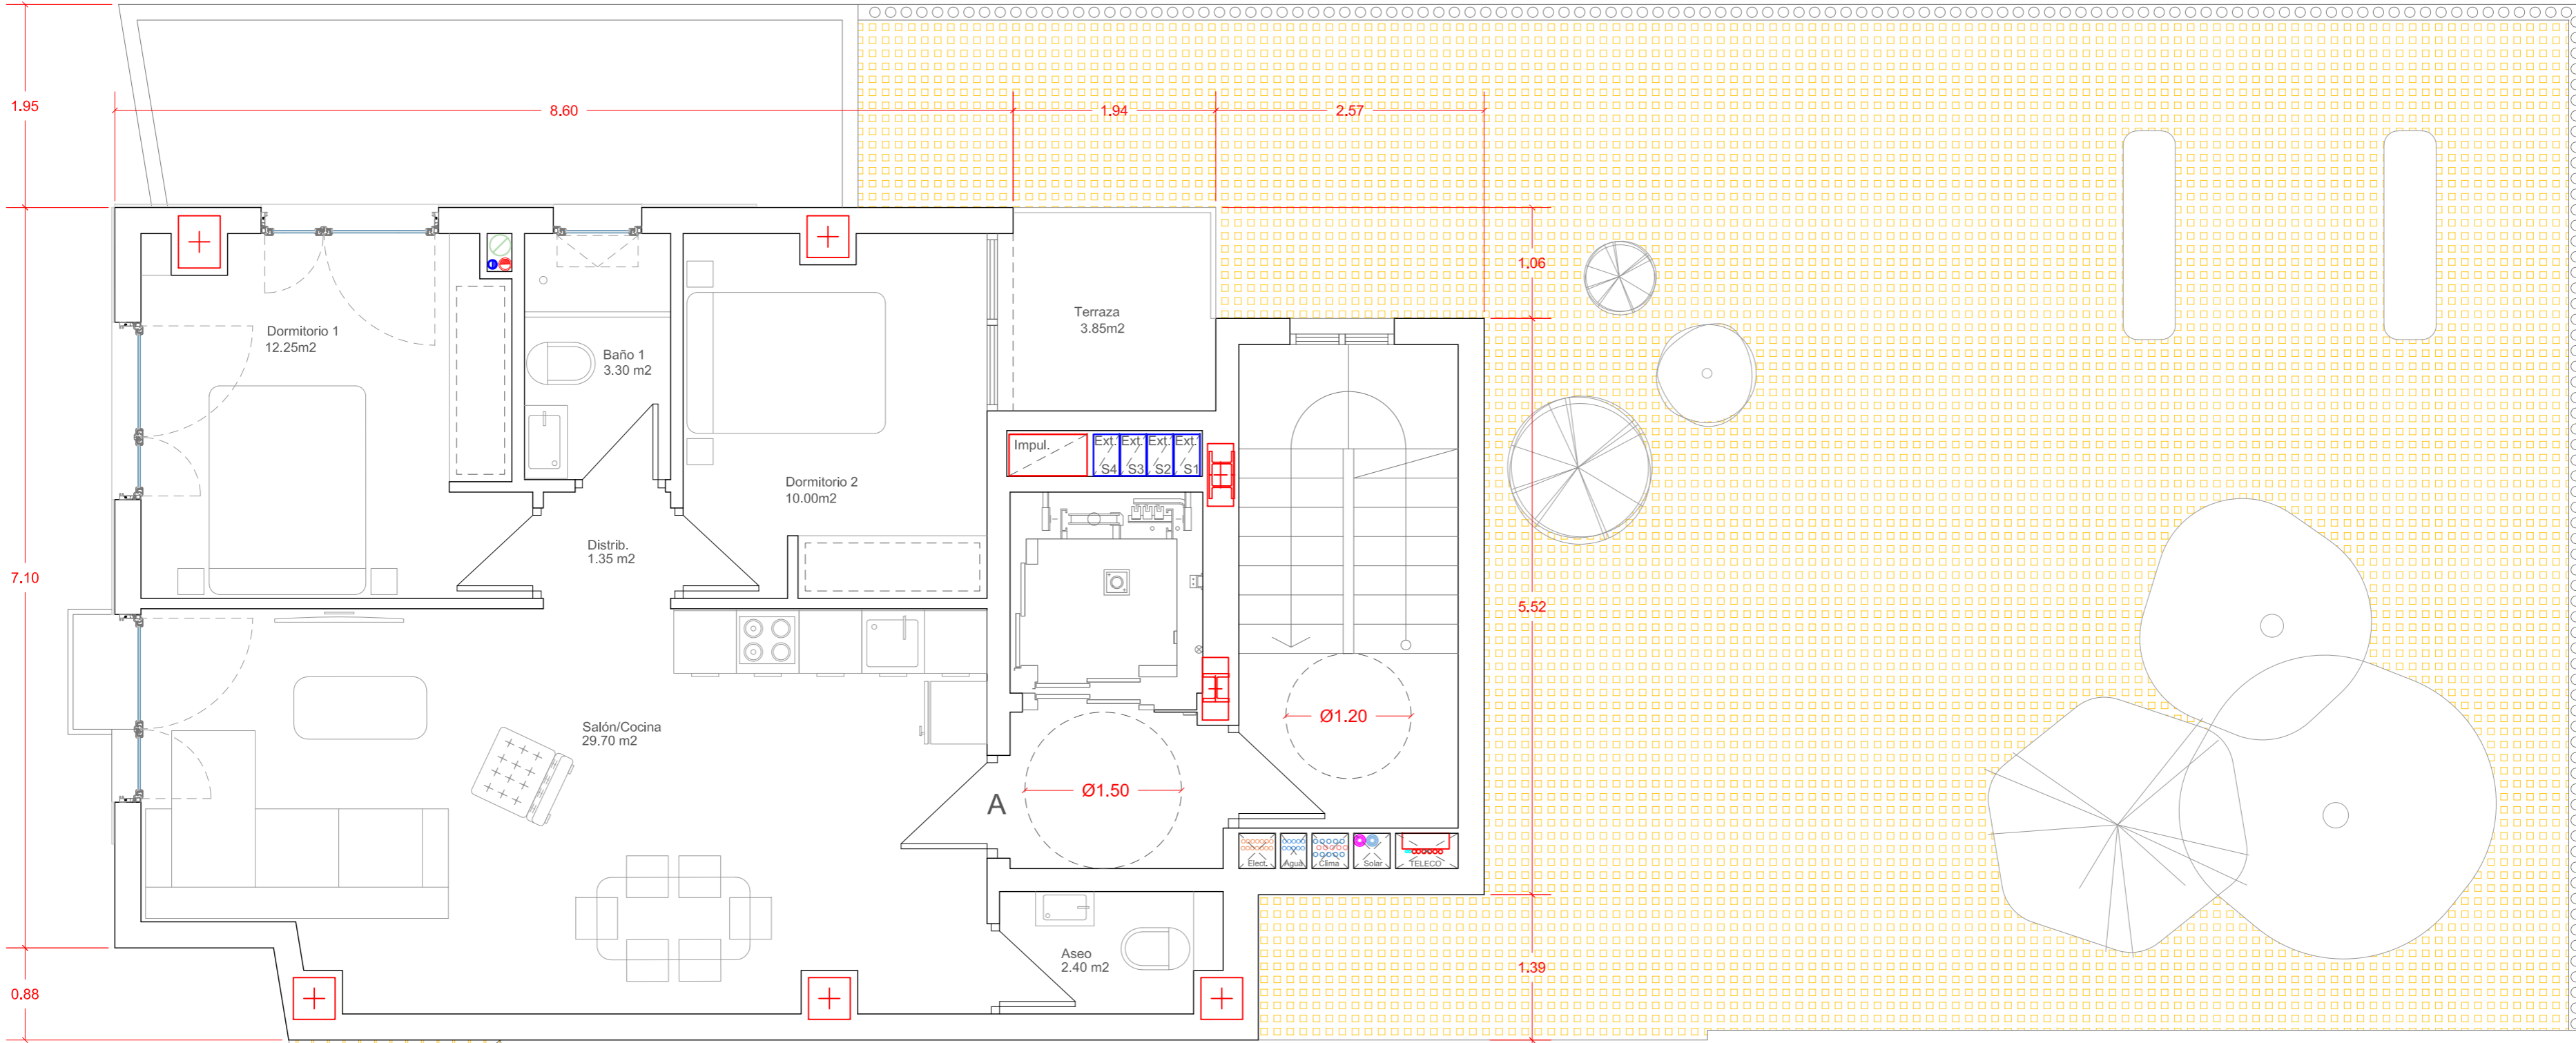 1.95
8.60
1.94
2.57
1.06
Terraza
3.85m2
Dormitorio 1
12.25m2
Baño 1
3.30 m2
Impul.
Ext.
S4
Ext.
S3
Ext.
S2
Ext.
S1
Dormitorio 2
10.00m2
Distrib.
1.35 m2
7.10
5.52
Salón/Cocina
29.70 m2
Ø1.20
Ø1.50
A
Elect.
Agua
Clima
Solar
TELECO
Aseo
2.40 m2
1.39
0.88